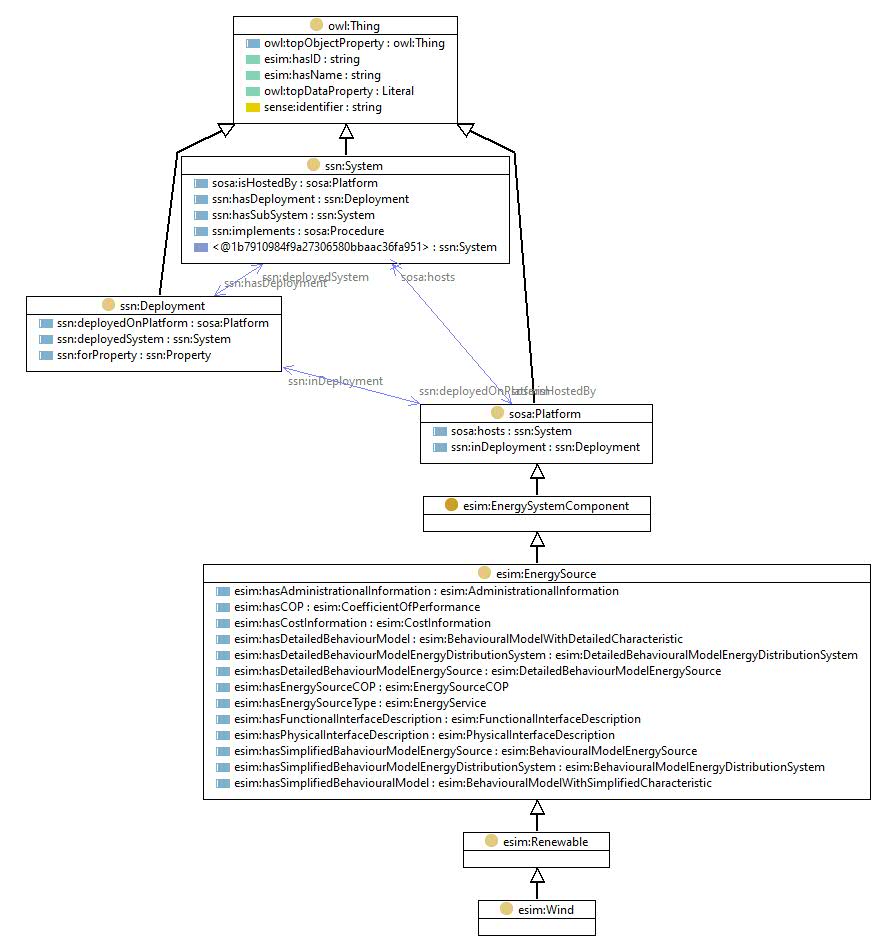 owl:Thing
owl:topObjectProperty : owl:Thing
esim:hasID : string
esim:hasName : string
owl:topDataProperty : Literal
sense:identifier : string
ssn:System
sosa:isHostedBy : sosa:Platform
ssn:hasDeployment : ssn:Deployment
ssn:hasSubSystem : ssn:System
ssn:implements : sosa:Procedure
<@1b7910984f9a27306580bbaac36fa951> : ssn:System
ssn:deployedSystem
sosa:hosts
ssn:hasDeployment
ssn:Deployment
ssn:deployedOnPlatform : sosa:Platform
ssn:deployedSystem : ssn:System
ssn:forProperty : ssn:Property
ssn:inDeployment
ssn:deployedOnPlatform
sosa:isHostedBy
sosa:Platform
sosa:hosts : ssn:System
ssn:inDeployment : ssn:Deployment
esim:EnergySystemComponent
esim:EnergySource
esim:hasAdministrationalInformation : esim:AdministrationalInformation
esim:hasCOP : esim:CoefficientOfPerformance
esim:hasCostInformation : esim:CostInformation
esim:hasDetailedBehaviourModel : esim:BehaviouralModelWithDetailedCharacteristic
esim:hasDetailedBehaviourModelEnergyDistributionSystem : esim:DetailedBehaviouralModelEnergyDistributionSystem
esim:hasDetailedBehaviourModelEnergySource : esim:DetailedBehaviourModelEnergySource
esim:hasEnergySourceCOP : esim:EnergySourceCOP
esim:hasEnergySourceType : esim:EnergyService
esim:hasFunctionalInterfaceDescription : esim:FunctionalInterfaceDescription
esim:hasPhysicalInterfaceDescription : esim:PhysicalInterfaceDescription
esim:hasSimplifiedBahaviourModelEnergySource : esim:BehaviouralModelEnergySource
esim:hasSimplifiedBehaviourModelEnergyDistributionSystem : esim:BehaviouralModelEnergyDistributionSystem
esim:hasSimplifiedBehaviouralModel : esim:BehaviouralModelWithSimplifiedCharacteristic
esim:Renewable
esim:Wind